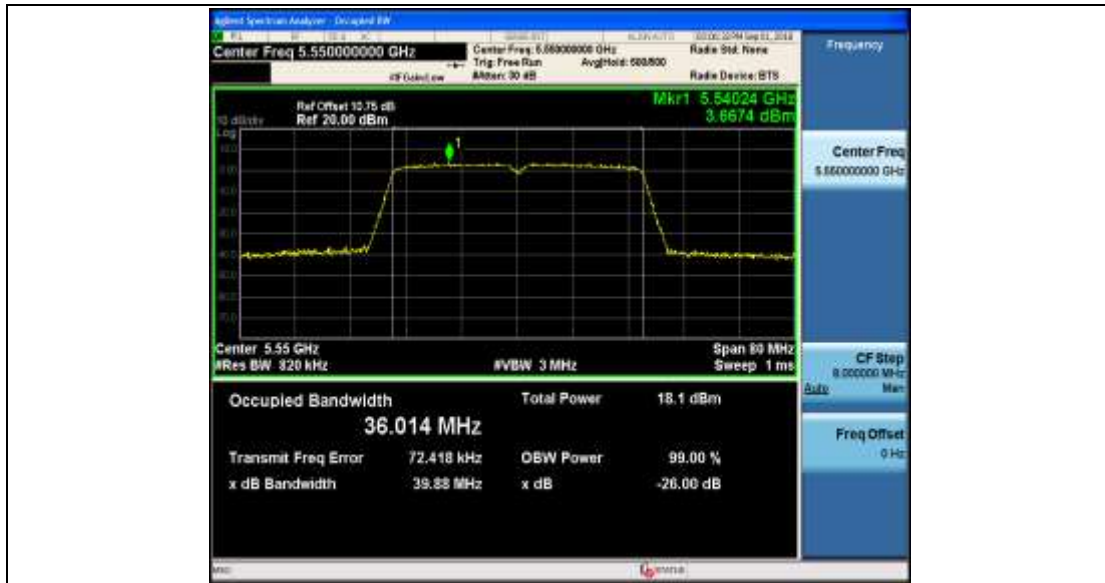 Agilent Spectrum Analyzer - Occupied BW
Center Freq 5.550000000 GHz
Center Freq: 5.550000000 GHz
Trig: Free Run Avg|Hold: 500/500
#IFGain:Low #Atten: 30 dB
Radio Std: None
Radio Device: BTS
Frequency
Ref Offset 10.75 dB
10 dB/div Ref 20.00 dBm
Log
Mkr1 5.54024 GHz
3.6674 dBm
1
Center Freq
5.550000000 GHz
Center 5.55 GHz Span 80 MHz
#Res BW 820 kHz #VBW 3 MHz Sweep 1 ms
CF Step
8.000000 MHz
Auto Man
Occupied Bandwidth Total Power 18.1 dBm
36.014 MHz
Transmit Freq Error 72.418 kHz OBW Power 99.00 %
x dB Bandwidth 39.88 MHz x dB -26.00 dB
Freq Offset
0 Hz
MSG STATUS